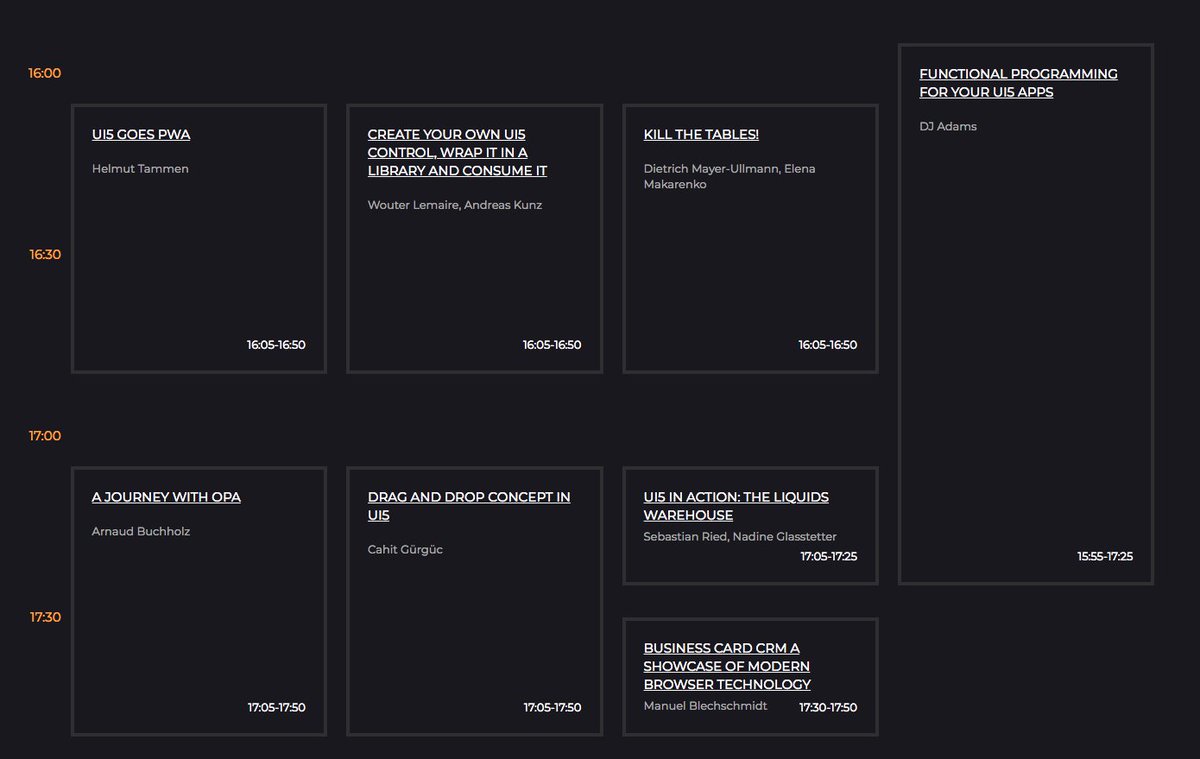 16:00
FUNCTIONAL PROGRAMMING
FOR YOUR UI5 APPS
DJ Adams
15:55-17:25
UI5 GOES PWA
Helmut Tammen
16:05-16:50
CREATE YOUR OWN UI5
CONTROL, WRAP IT IN A
LIBRARY AND CONSUME IT
Wouter Lemaire, Andreas Kunz
16:05-16:50
KILL THE TABLES!
Dietrich Mayer-Ullmann, Elena
Makarenko
16:05-16:50
16:30
17:00
A JOURNEY WITH OPA
Arnaud Buchholz
17:05-17:50
DRAG AND DROP CONCEPT IN
UI5
Cahit Gürgüc
17:05-17:50
UI5 IN ACTION: THE LIQUIDS
WAREHOUSE
Sebastian Ried, Nadine Glasstetter
17:05-17:25
17:30
BUSINESS CARD CRM A
SHOWCASE OF MODERN
BROWSER TECHNOLOGY
Manuel Blechschmidt 17:30-17:50